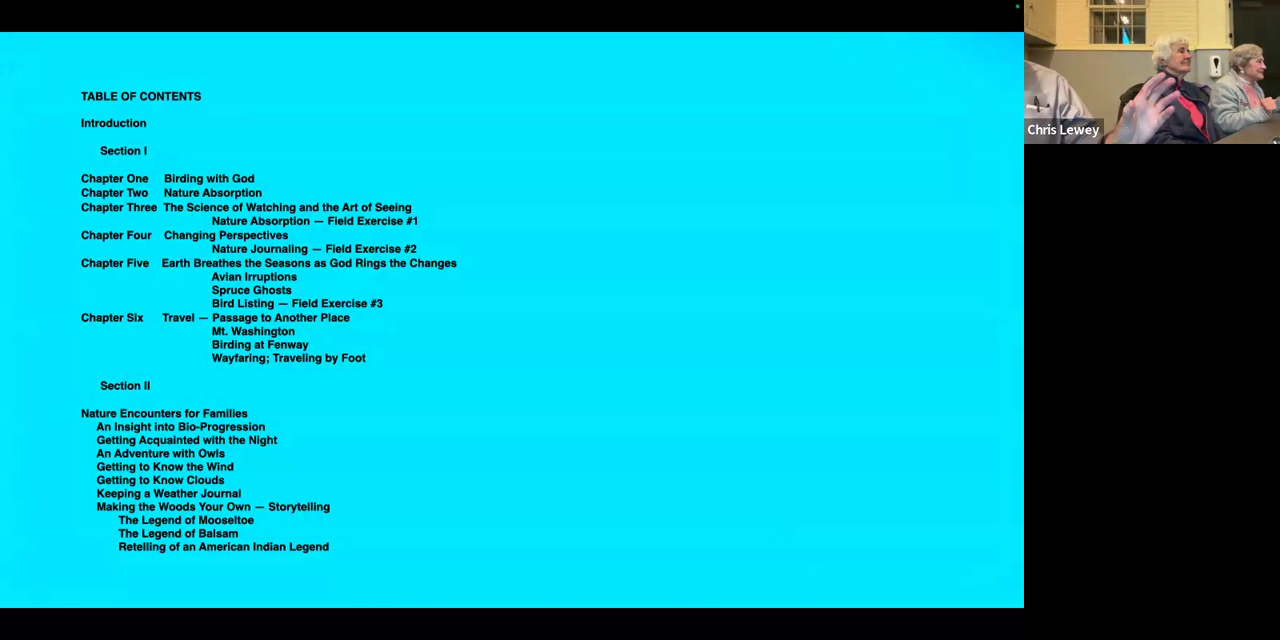 TABLE OF CONTENTS
Introduction
Section I
Chapter One Birding with God
Chapter Two Nature Absorption
Chapter Three The Science of Watching and the Art of Seeing
Nature Absorption — Field Exercise #1
Chapter Four Changing Perspectives
Nature Journaling — Field Exercise #2
Chapter Five Earth Breathes the Seasons as God Rings the Changes
Avian Irruptions
Spruce Ghosts
Bird Listing — Field Exercise #3
Chapter Six Travel — Passage to Another Place
Mt. Washington
Birding at Fenway
Wayfaring; Traveling by Foot
Section II
Nature Encounters for Families
An Insight into Bio-Progression
Getting Acquainted with the Night
An Adventure with Owls
Getting to Know the Wind
Getting to Know Clouds
Keeping a Weather Journal
Making the Woods Your Own — Storytelling
The Legend of Mooseltoe
The Legend of Balsam
Retelling of an American Indian Legend
Chris Lewey